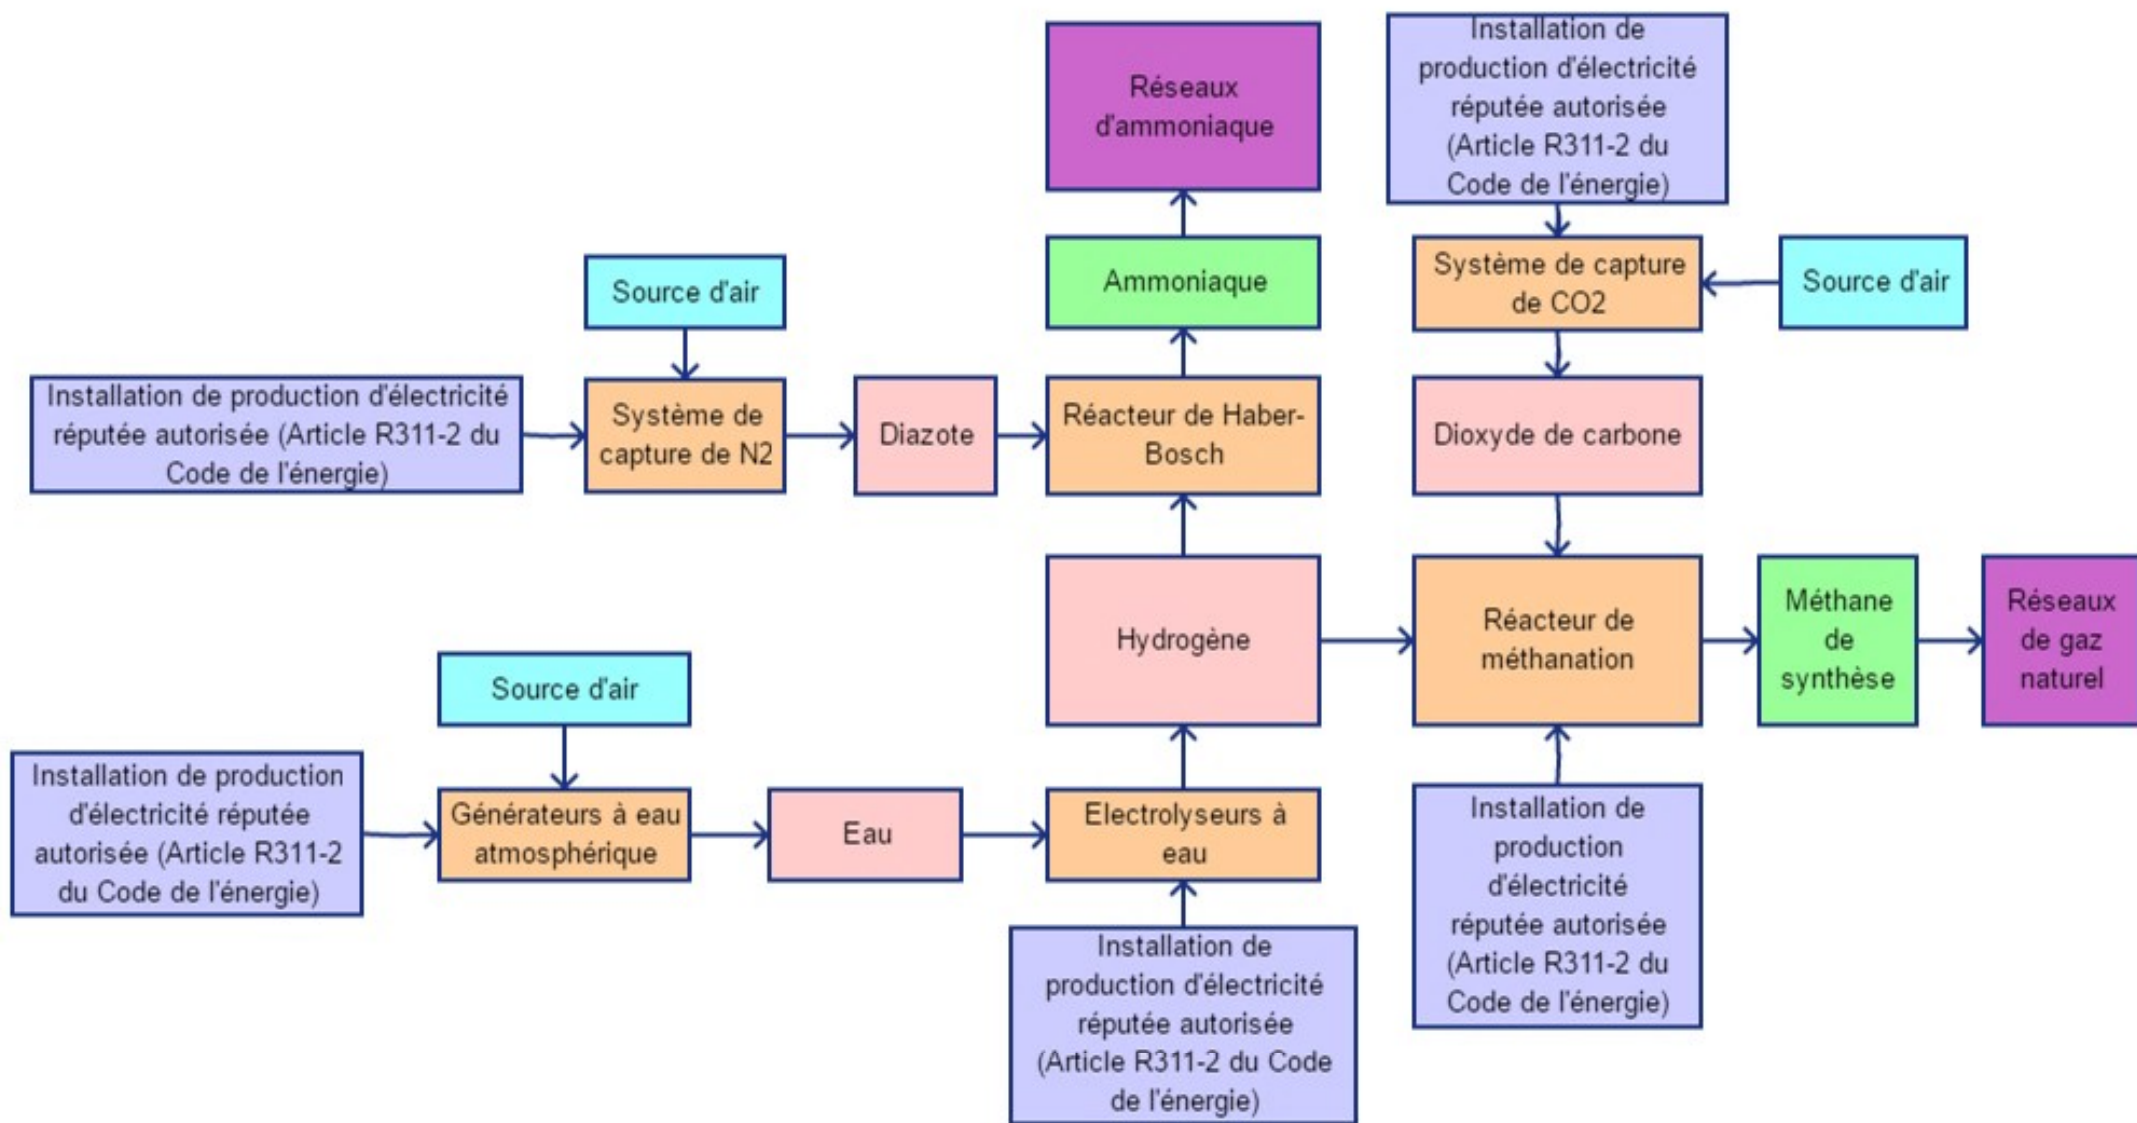 Réseaux
d'ammoniaque
Installation de
production d'électricité
réputée autorisée
(Article R311-2 du
Code de l'énergie)
Source d'air
Ammoniaque
Système de capture
de CO2
Source d'air
Installation de production d'électricité
réputée autorisée (Article R311-2 du
Code de l'énergie)
Système de
capture de N2
Diazote
Réacteur de Haber-
Bosch
Dioxyde de carbone
Hydrogène
Réacteur de
méthanation
Méthane
de
synthèse
Réseaux
de gaz
naturel
Source d'air
Installation de production
d'électricité réputée
autorisée (Article R311-2
du Code de l'énergie)
Générateurs à eau
atmosphérique
Eau
Electrolyseurs à
eau
Installation de
production
d'électricité
réputée autorisée
(Article R311-2 du
Code de l'énergie)
Installation de
production d'électricité
réputée autorisée
(Article R311-2 du Code
de l'énergie)